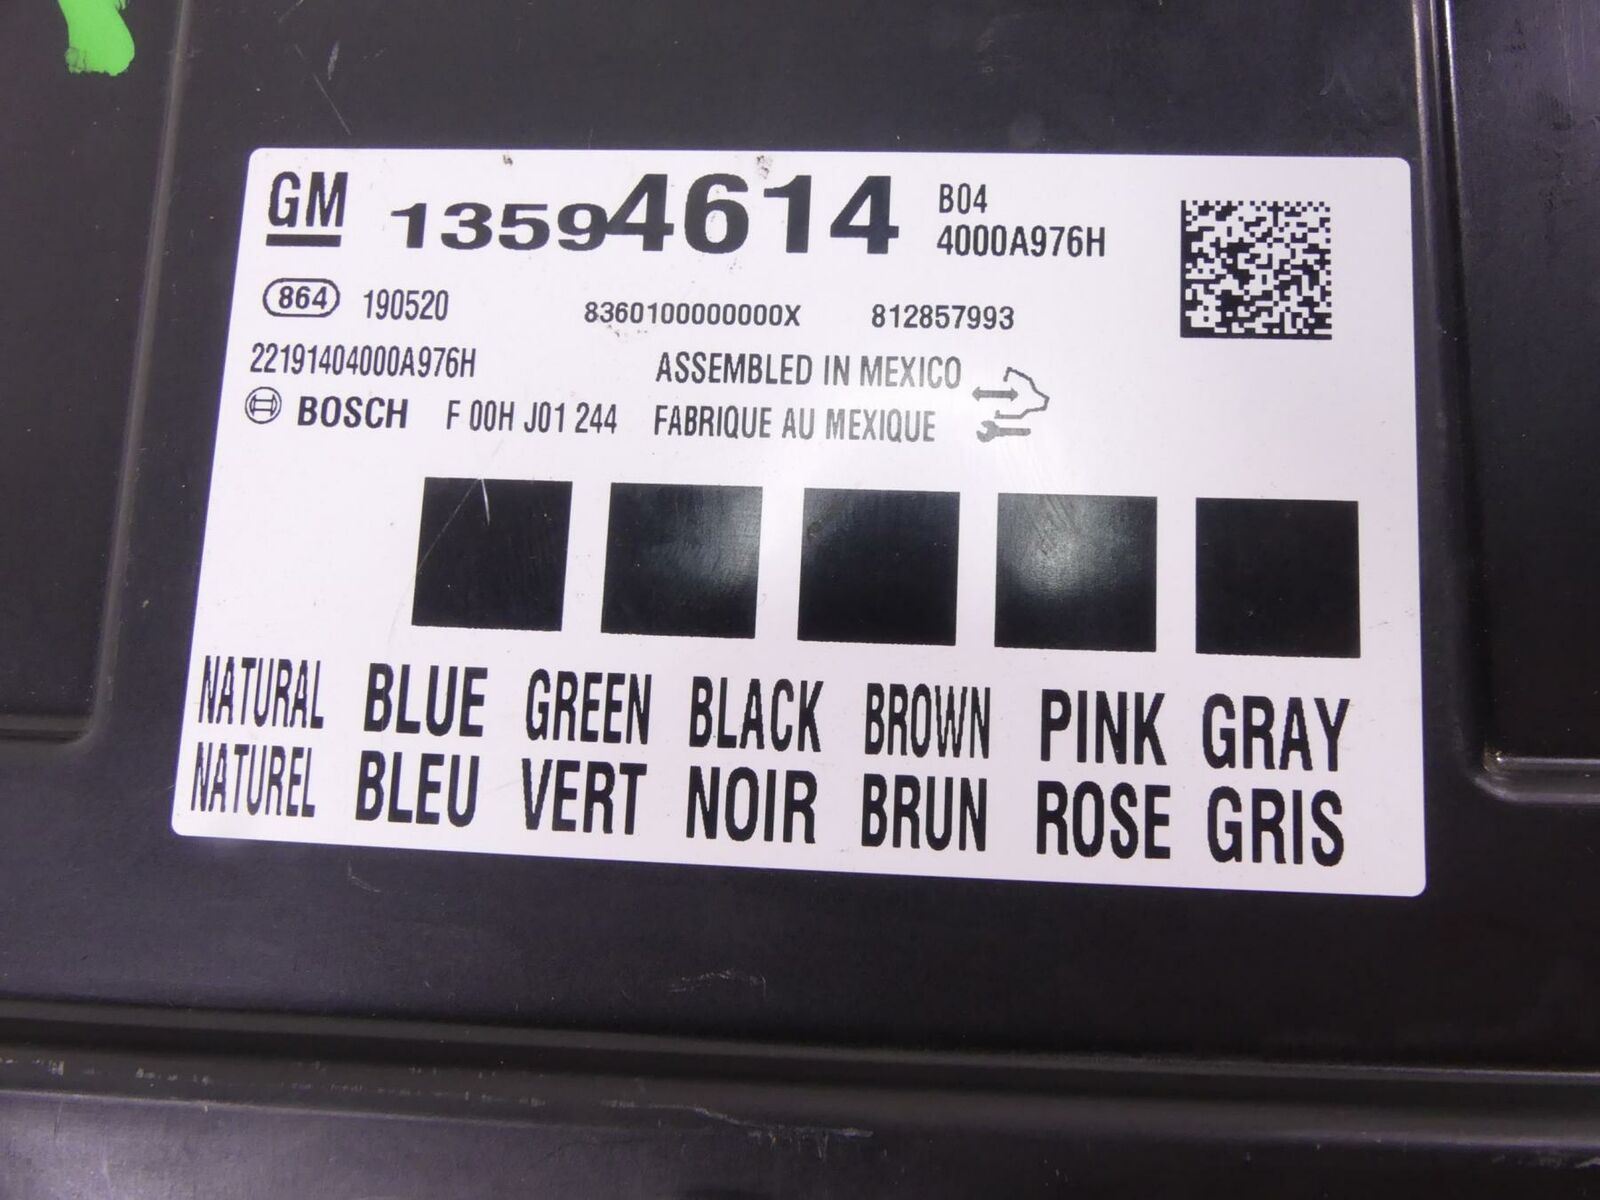 GM 13594614 B04
4000A976H
864 190520 8360100000000X 812857993
22191404000A976H ASSEMBLED IN MEXICO
BOSCH F 00H J01 244 FABRIQUE AU MEXIQUE
NATURAL BLUE GREEN BLACK BROWN PINK GRAY
NATUREL BLEU VERT NOIR BRUN ROSE GRIS